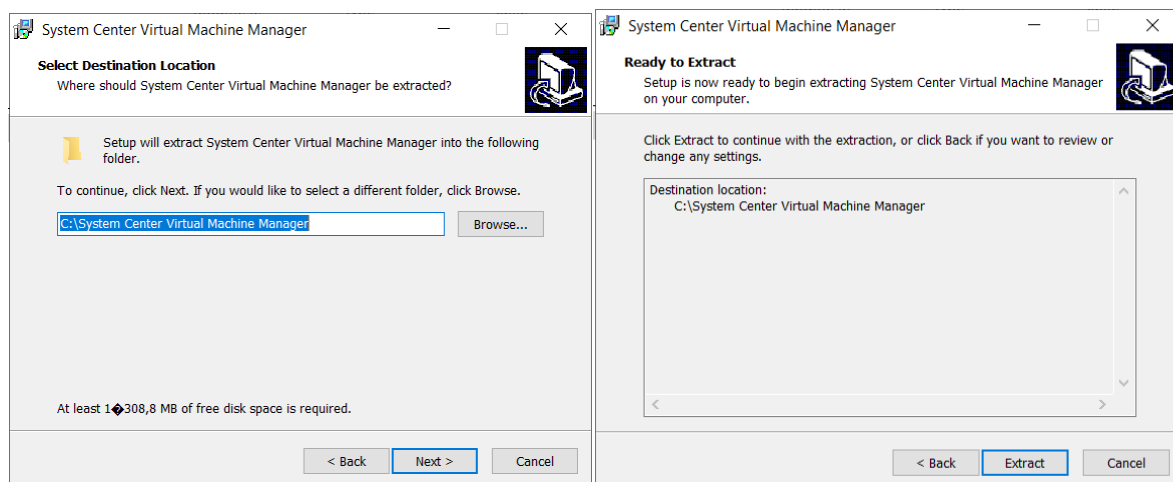 System Center Virtual Machine Manager
Select Destination Location
Where should System Center Virtual Machine Manager be extracted?
Setup will extract System Center Virtual Machine Manager into the following
folder.
To continue, click Next. If you would like to select a different folder, click Browse.
C:\System Center Virtual Machine Manager
Browse...
At least 1�308,8 MB of free disk space is required.
< Back
Next >
Cancel
System Center Virtual Machine Manager
Ready to Extract
Setup is now ready to begin extracting System Center Virtual Machine Manager
on your computer.
Click Extract to continue with the extraction, or click Back if you want to review or
change any settings.
Destination location:
C:\System Center Virtual Machine Manager
< Back
Extract
Cancel